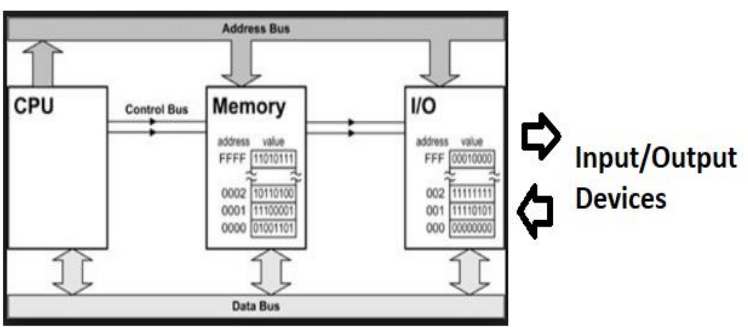 Address Bus
CPU
Control Bus
Memory
address value
FFFF 11010111
0002 10110100
0001 11100001
0000 01001101
I/O
address value
FFF 00010000
002 11111111
001 11110101
000 00000000
Input/Output
Devices
Data Bus